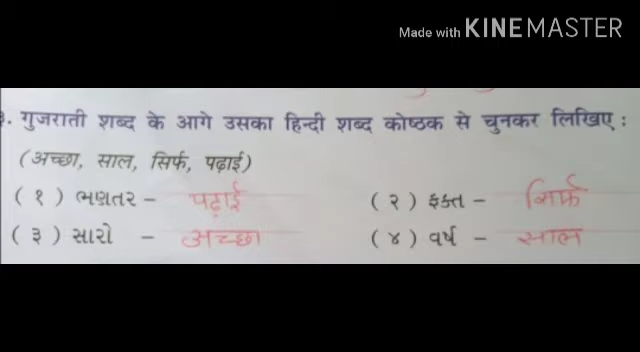 Made with KINEMASTER
३. गुजराती शब्द के आगे उसका हिन्दी शब्द कोष्ठक से चुनकर लिखिए :
(अच्छा, साल, सिर्फ, पढ़ाई)
( १ ) ભણતર – पढ़ाई ( २ ) ફક્ત – सिर्फ
( ३ ) સારો – अच्छा ( ४ ) વર્ષ – साल